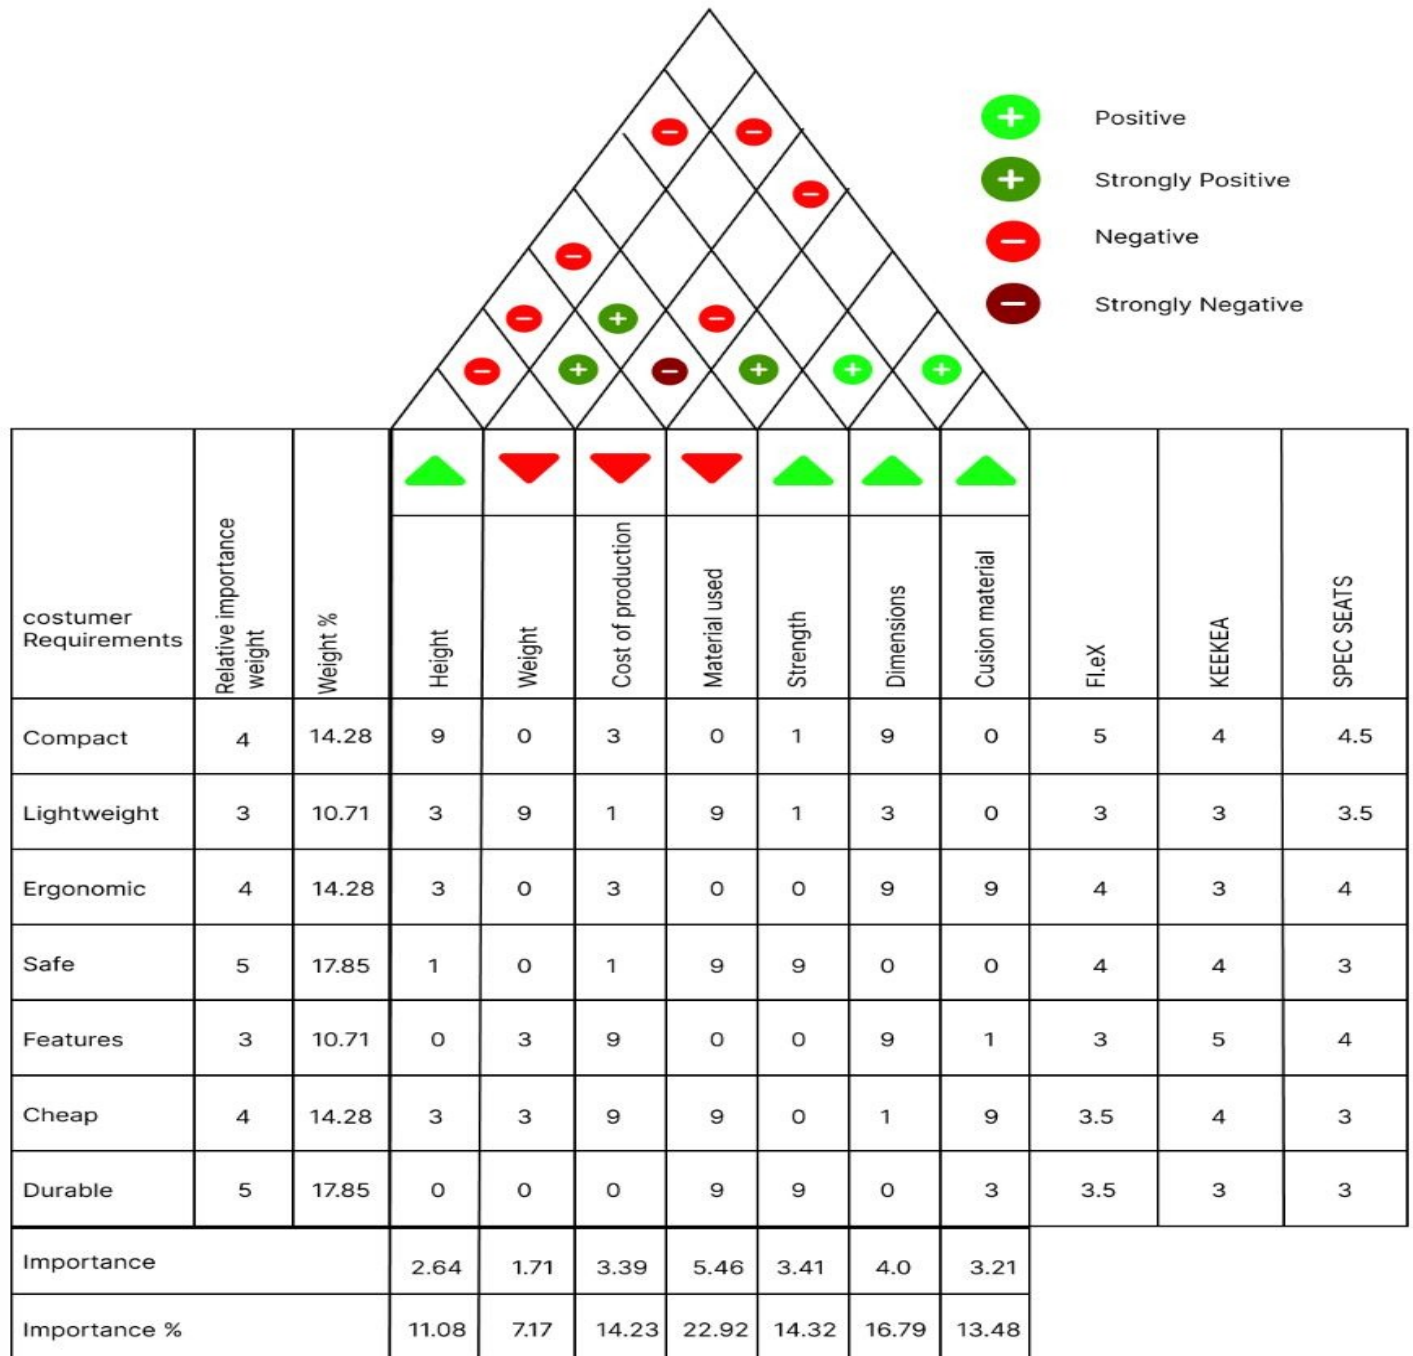 Positive
Strongly Positive
Negative
Strongly Negative
costumer
Requirements
Relative importance
weight
Weight %
Height
Weight
Cost of production
Material used
Strength
Dimensions
Cusion material
Fl.eX
KEEKEA
SPEC SEATS
Compact 4 14.28 9 0 3 0 1 9 0 5 4 4.5
Lightweight 3 10.71 3 9 1 9 1 3 0 3 3 3.5
Ergonomic 4 14.28 3 0 3 0 0 9 9 4 3 4
Safe 5 17.85 1 0 1 9 9 0 0 4 4 3
Features 3 10.71 0 3 9 0 0 9 1 3 5 4
Cheap 4 14.28 3 3 9 9 0 1 9 3.5 4 3
Durable 5 17.85 0 0 0 9 9 0 3 3.5 3 3
Importance 2.64 1.71 3.39 5.46 3.41 4.0 3.21
Importance % 11.08 7.17 14.23 22.92 14.32 16.79 13.48